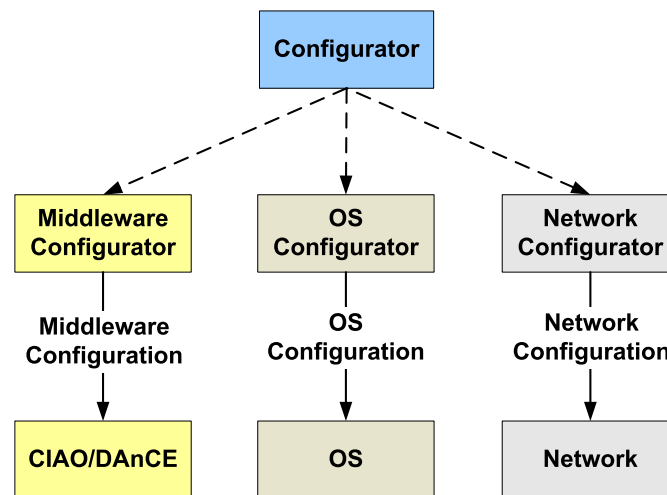 Configurator
Middleware
Configurator
OS
Configurator
Network
Configurator
Middleware
Configuration
OS
Configuration
Network
Configuration
CIAO/DAnCE
OS
Network